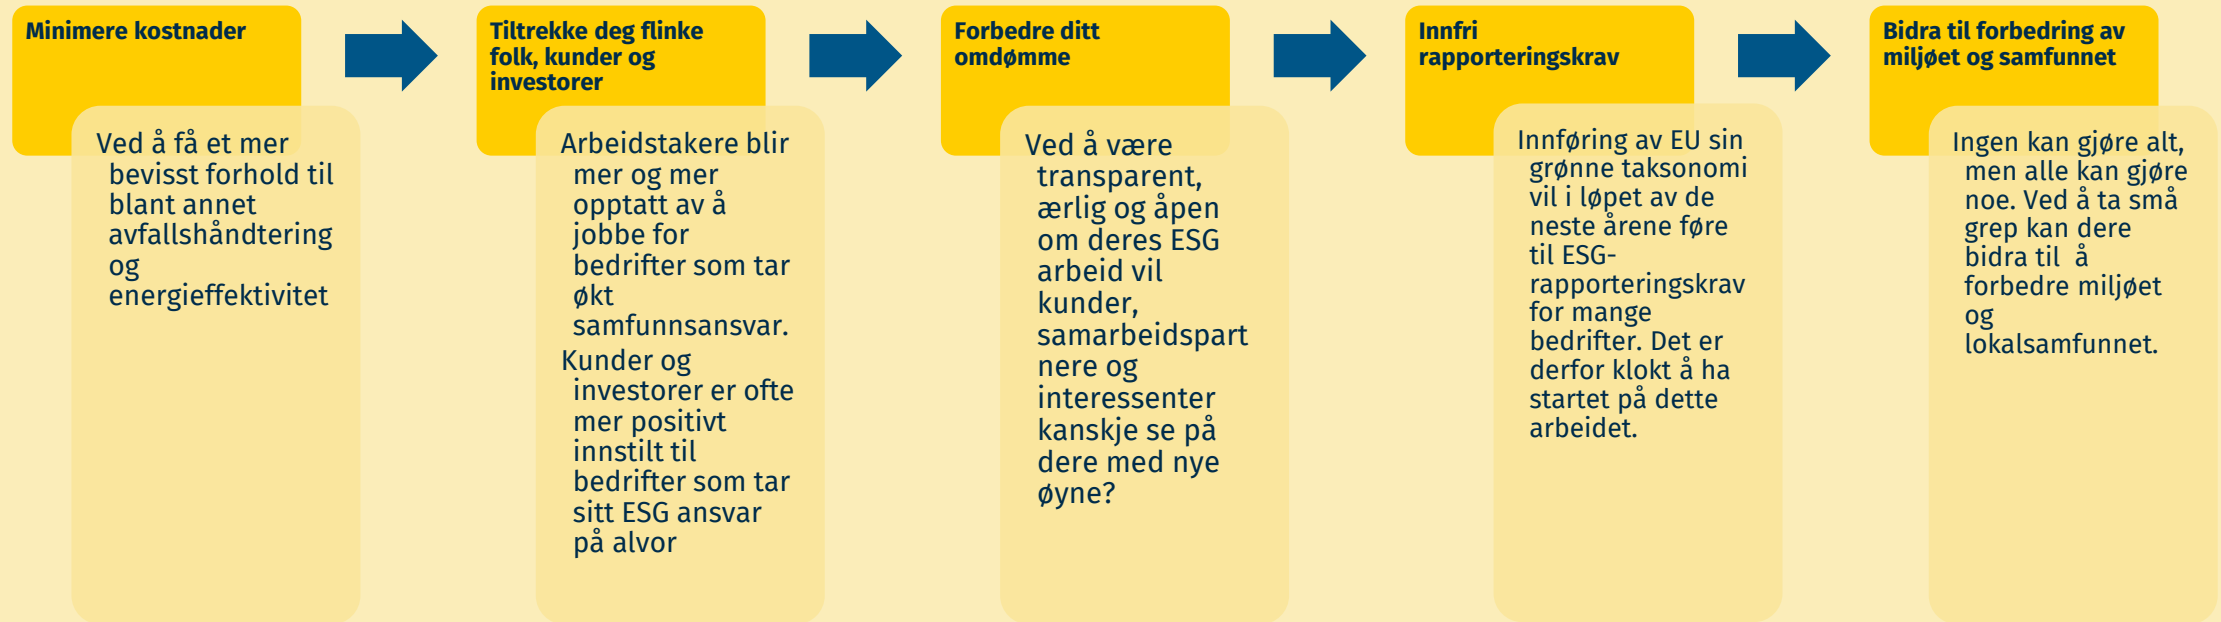 Minimere kostnader
Ved å få et mer
bevisst forhold til
blant annet
avfallshåndtering
og
energieffektivitet
Tiltrekke deg flinke
folk, kunder og
investorer
Arbeidstakere blir
mer og mer
opptatt av å
jobbe for
bedrifter som tar
økt
samfunnsansvar.
Kunder og
investorer er ofte
mer positivt
innstilt til
bedrifter som tar
sitt ESG ansvar
på alvor
Forbedre ditt
omdømme
Ved å være
transparent,
ærlig og åpen
om deres ESG
arbeid vil
kunder,
samarbeidspart
nere og
interessenter
kanskje se på
dere med nye
øyne?
Innfri
rapporteringskrav
Innføring av EU sin
grønne taksonomi
vil i løpet av de
neste årene føre
til ESG-
rapporteringskrav
for mange
bedrifter. Det er
derfor klokt å ha
startet på dette
arbeidet.
Bidra til forbedring av
miljøet og samfunnet
Ingen kan gjøre alt,
men alle kan gjøre
noe. Ved å ta små
grep kan dere
bidra til  å
forbedre miljøet
og
lokalsamfunnet.